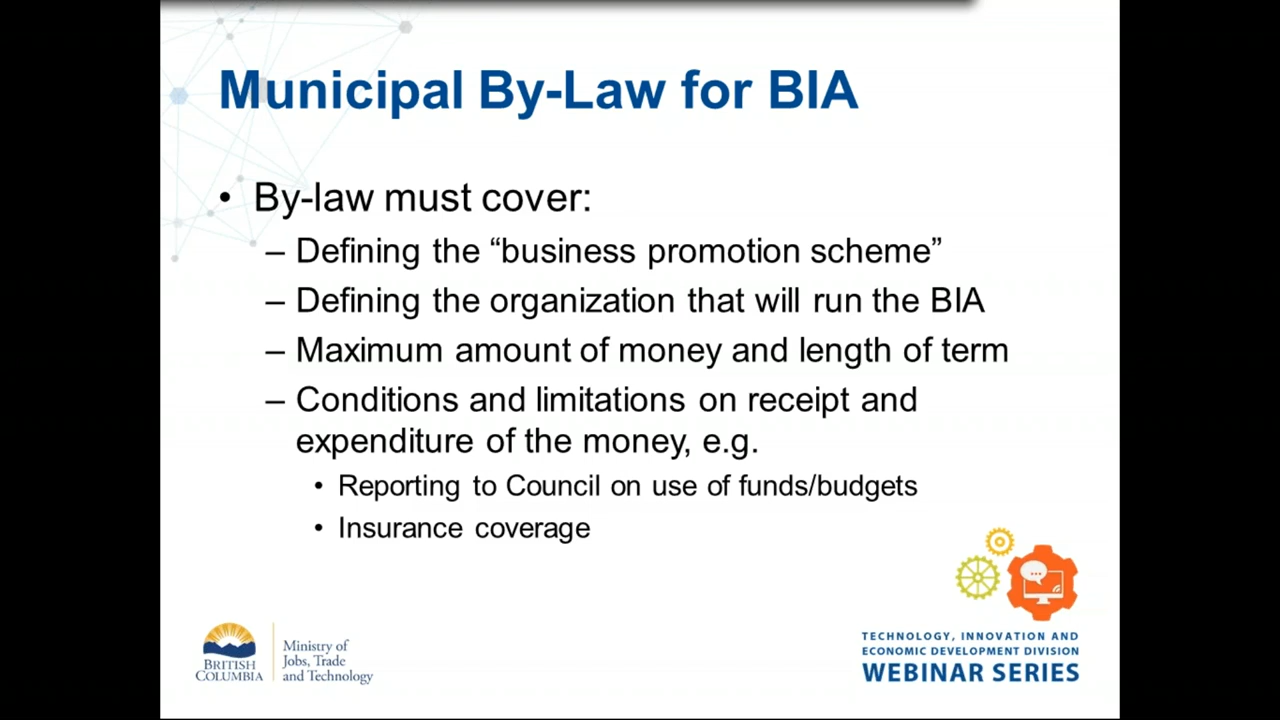 Municipal By-Law for BIA
• By-law must cover:
– Defining the “business promotion scheme”
– Defining the organization that will run the BIA
– Maximum amount of money and length of term
– Conditions and limitations on receipt and
expenditure of the money, e.g.
• Reporting to Council on use of funds/budgets
• Insurance coverage
BRITISH
COLUMBIA
Ministry of
Jobs, Trade
and Technology
TECHNOLOGY, INNOVATION AND
ECONOMIC DEVELOPMENT DIVISION
WEBINAR SERIES